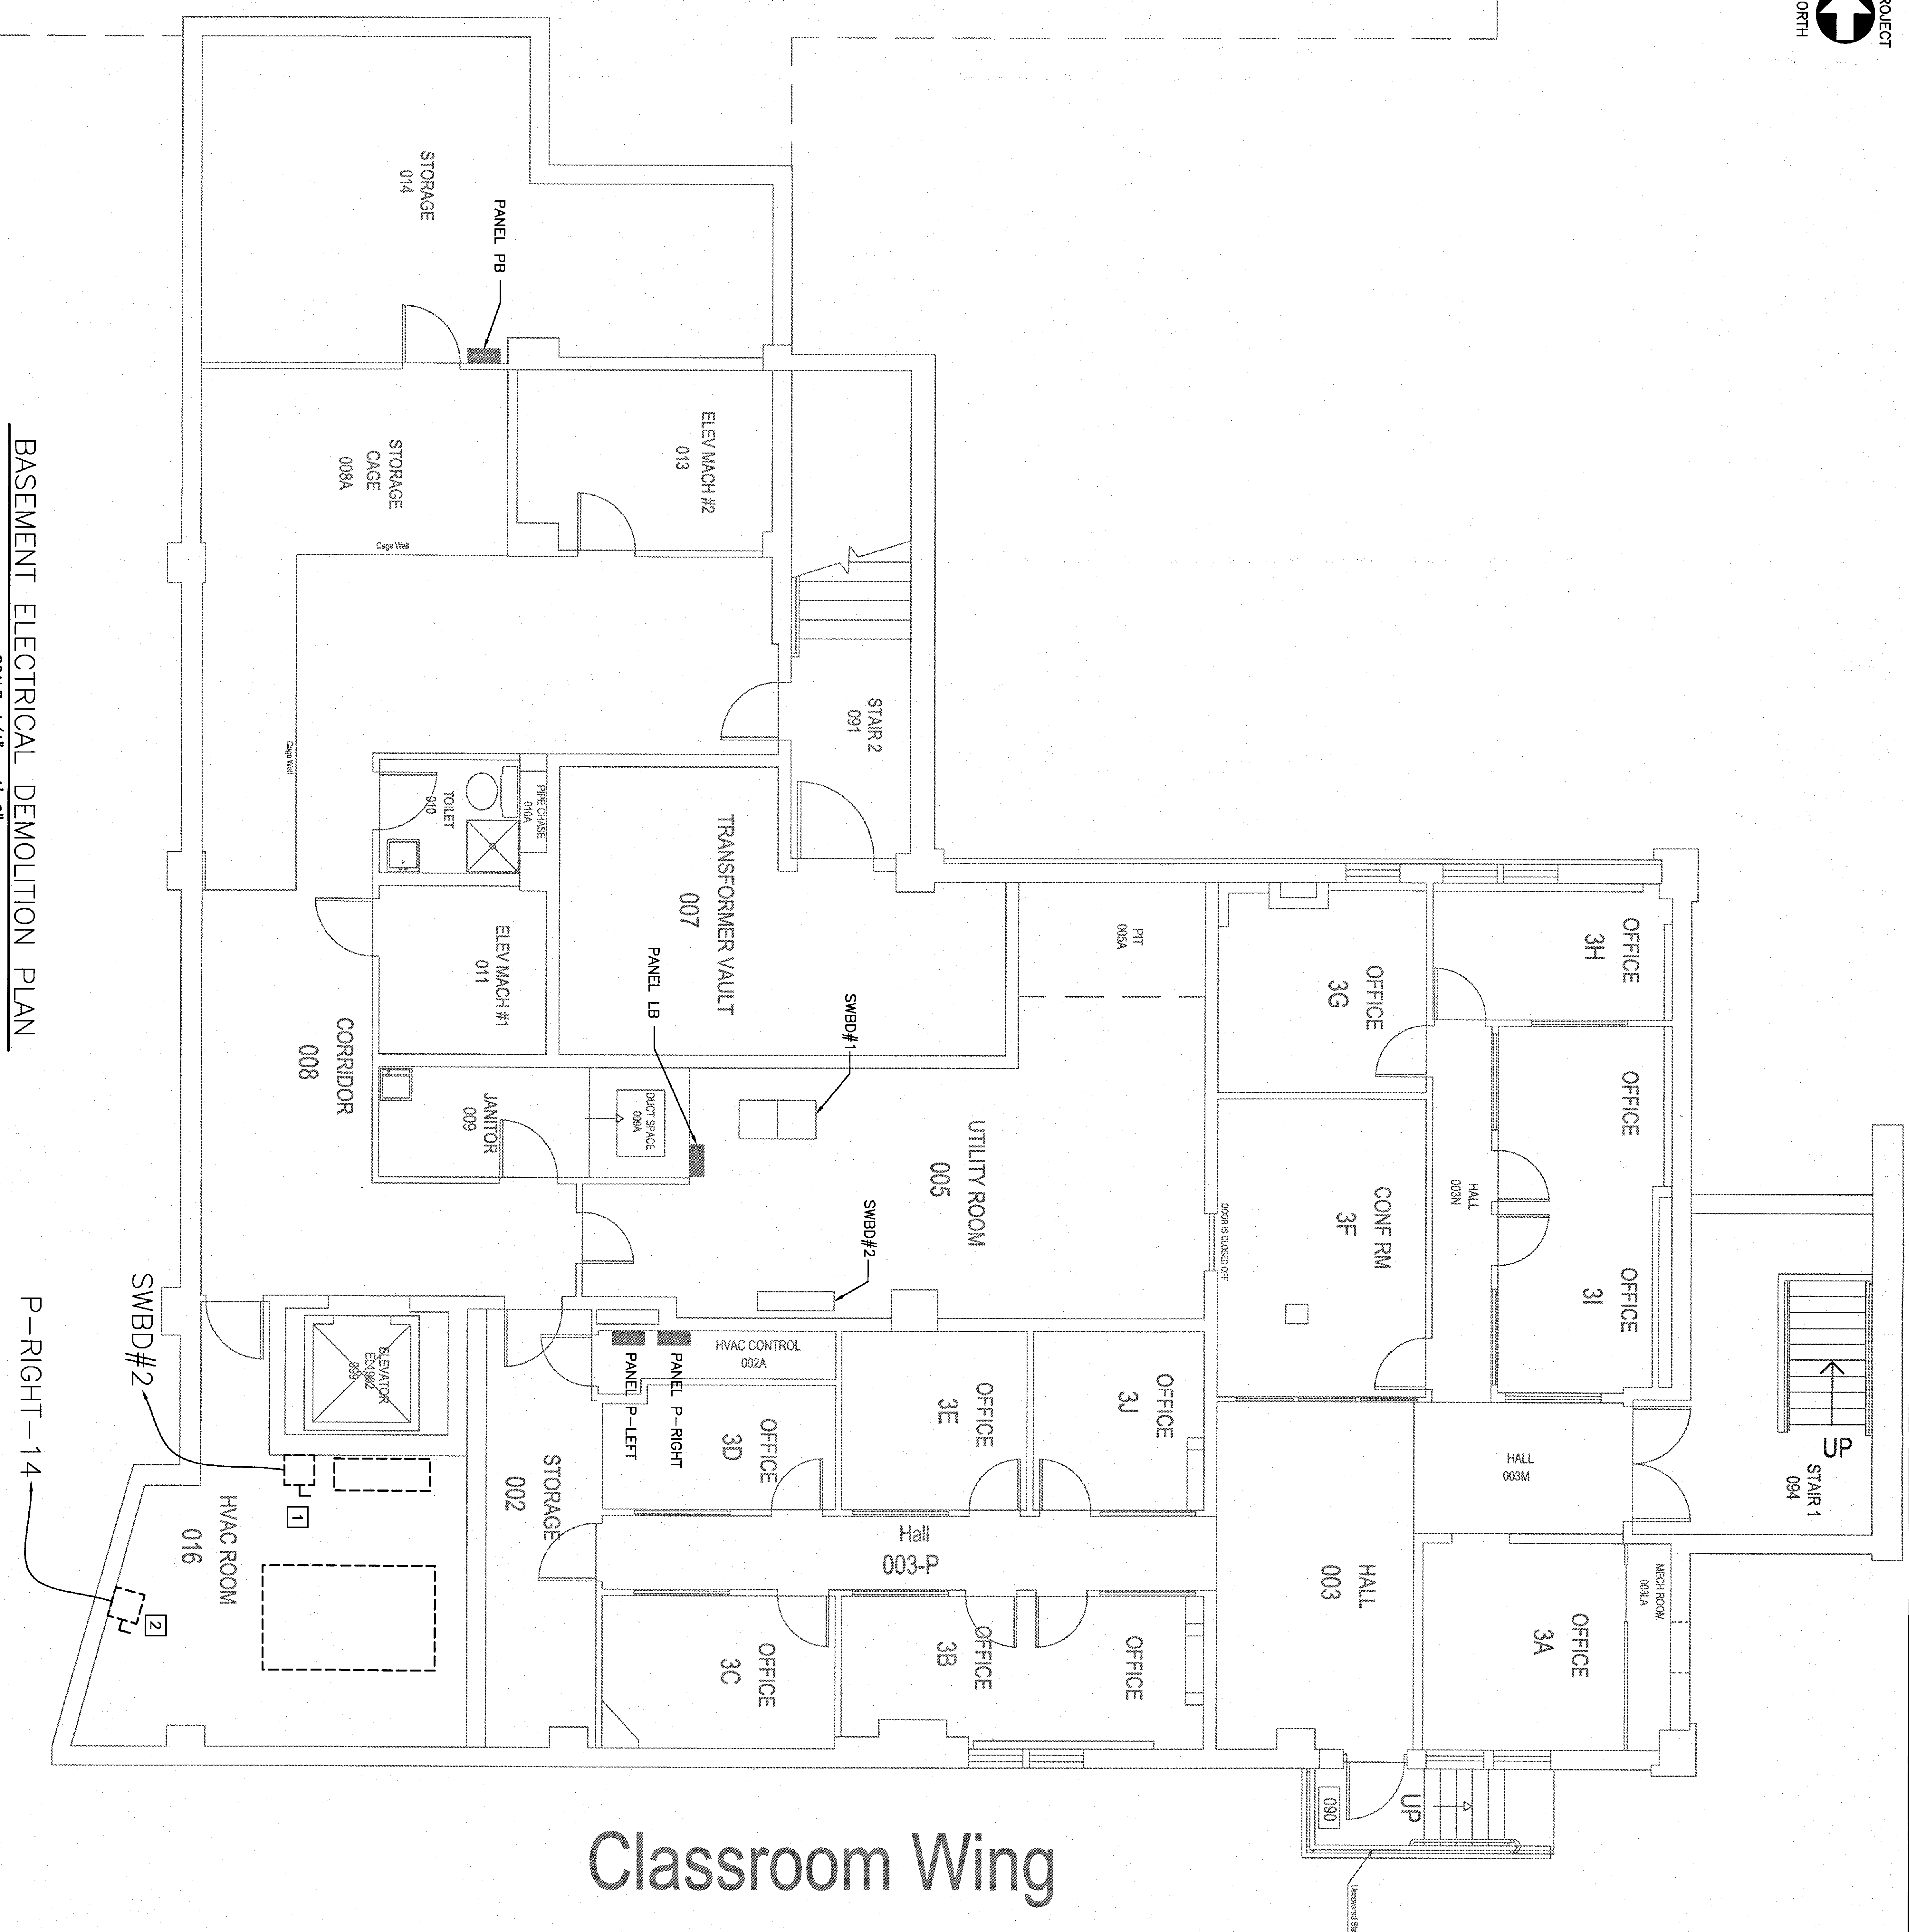 PROJECT
NORTH
STORAGE
014
PANEL PB
STORAGE
CAGE
008A
ELEV MACH #2
013
Cage Wall
Cage Wall
STAIR 2
091
TOILET
010
PIPE CHASE
010A
TRANSFORMER VAULT
007
ELEV MACH #1
011
PANEL LB
SWBD#1
CORRIDOR
008
JANITOR
009
DUCT SPACE
009A
UTILITY ROOM
005
SWBD#2
PIT
005A
OFFICE
3G
OFFICE
3H
OFFICE
OFFICE
3I
HALL
003N
CONF RM
3F
DOOR IS CLOSED OFF
HALL
003M
UP
STAIR 1
094
MECH ROOM
003LA
OFFICE
3A
HALL
003
HVAC CONTROL
002A
PANEL P-RIGHT
PANEL P-LEFT
OFFICE
3D
OFFICE
3E
OFFICE
3J
Hall
003-P
OFFICE
3C
OFFICE
3B
OFFICE
STORAGE
002
ELEVATOR
EL1962
099
HVAC ROOM
016
1
2
SWBD#2
P-RIGHT-14
UP
090
Uncovered
Classroom Wing
BASEMENT ELECTRICAL DEMOLITION PLAN